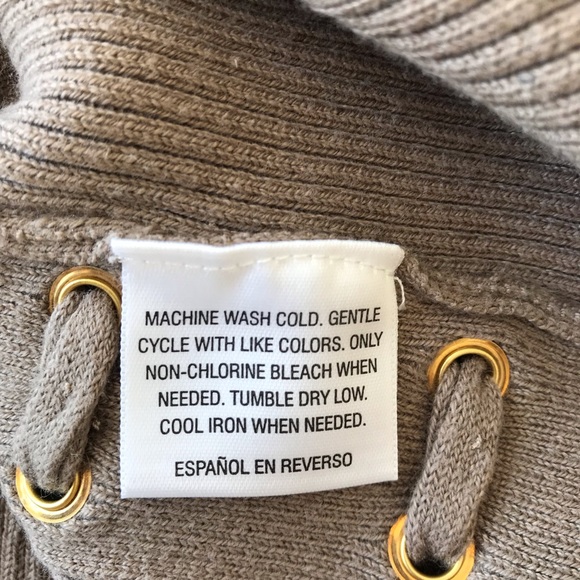 MACHINE WASH COLD. GENTLE
CYCLE WITH LIKE COLORS. ONLY
NON-CHLORINE BLEACH WHEN
NEEDED. TUMBLE DRY LOW.
COOL IRON WHEN NEEDED.
ESPAÑOL EN REVERSO